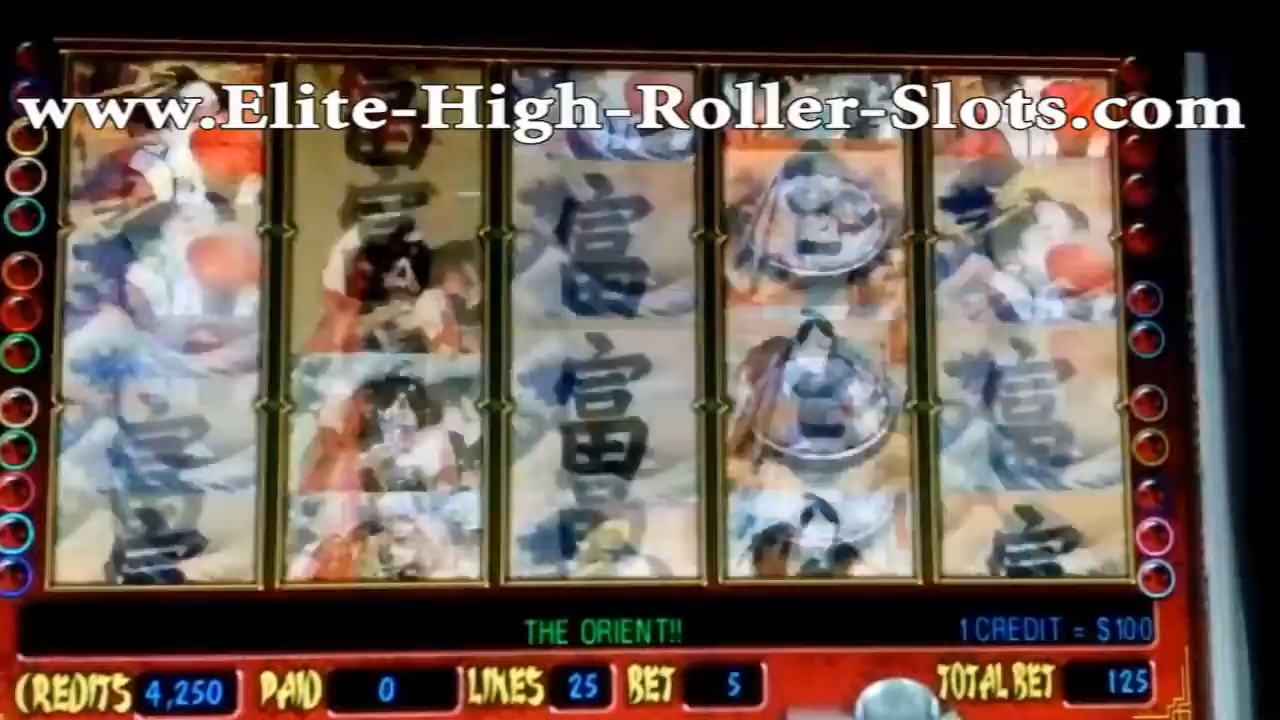 www.Elite-High-Roller-Slots.com
富
富
THE ORIENT!! 1 CREDIT = $100
CREDITS 4,250 PAID 0 LINES 25 BET 5 TOTAL BET 125